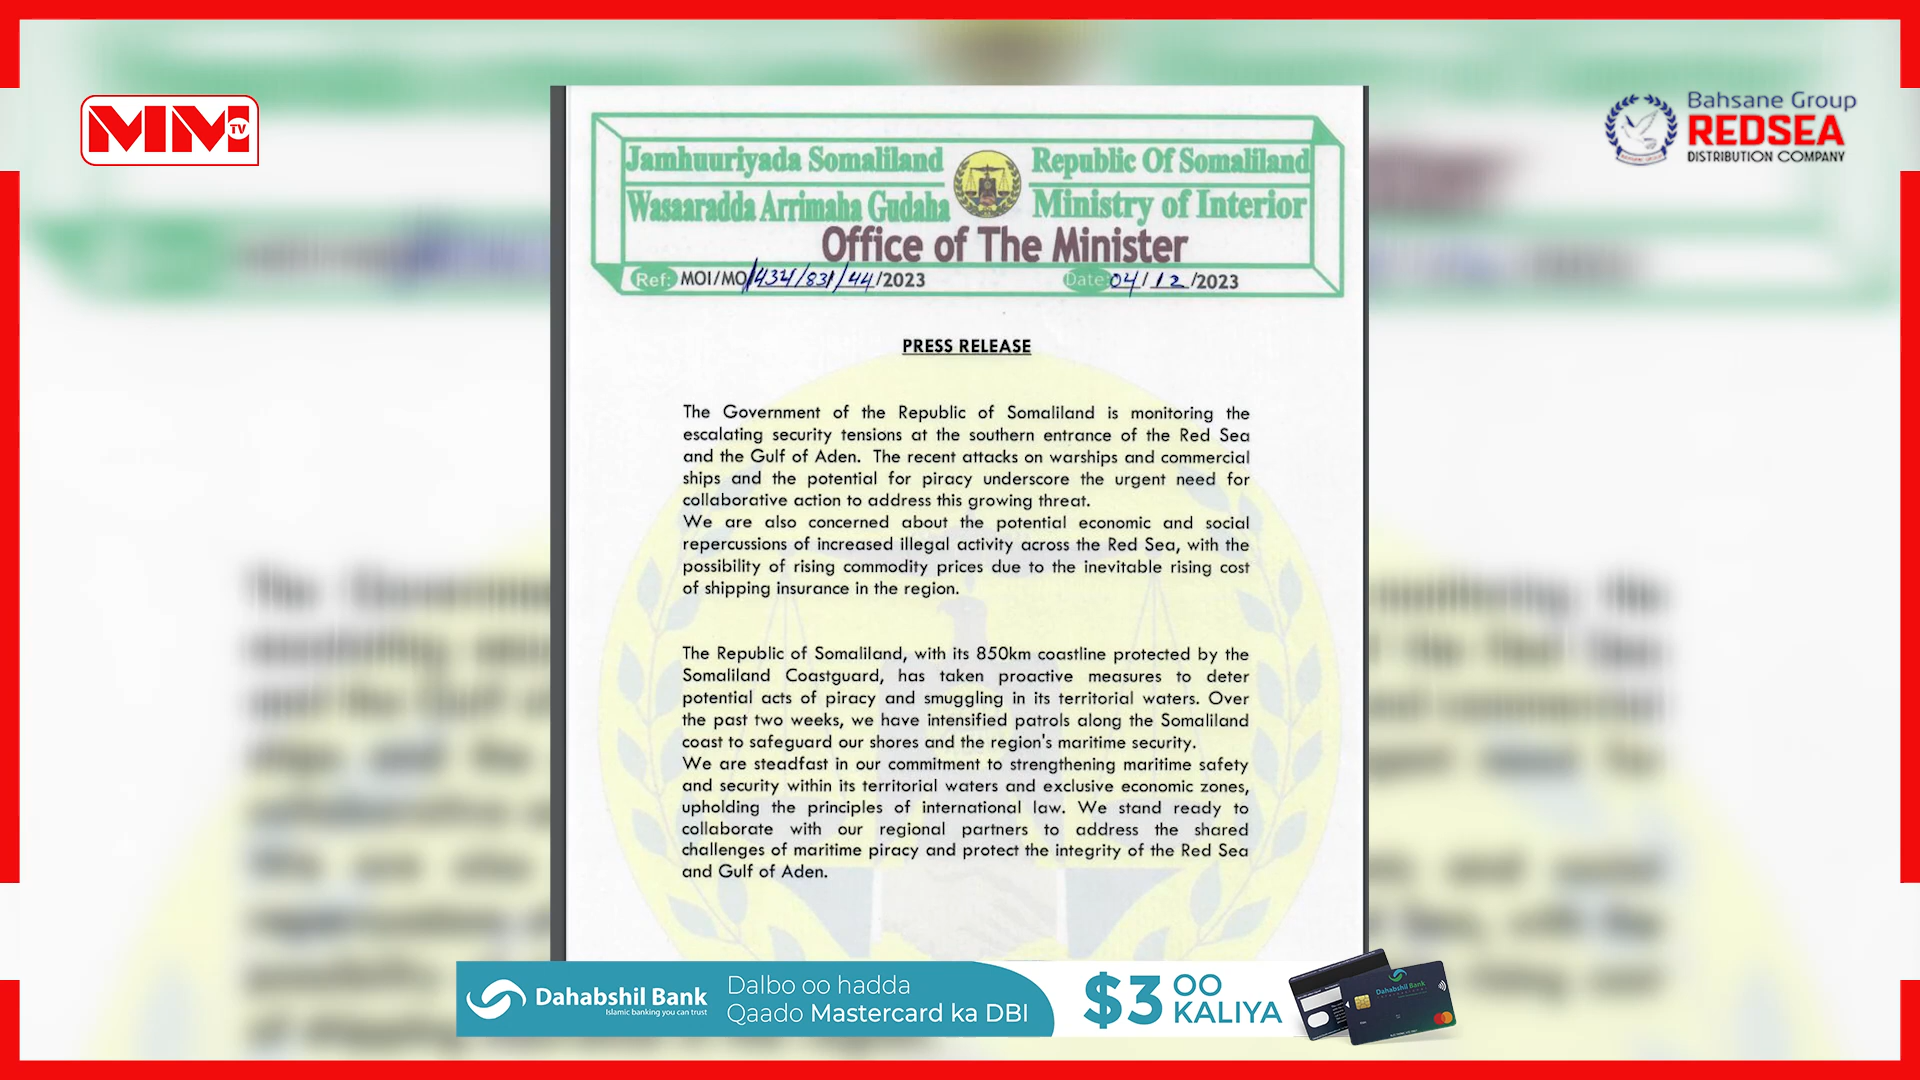 MM TV
Bahsane Group
REDSEA
DISTRIBUTION COMPANY
Jamhuuriyada Somaliland
Republic Of Somaliland
Wasaaradda Arrimaha Gudaha
Ministry of Interior
Office of The Minister
Ref: MOI/MO/434/831/44/2023
Date: 04/12/2023
PRESS RELEASE
The Government of the Republic of Somaliland is monitoring the
escalating security tensions at the southern entrance of the Red Sea
and the Gulf of Aden. The recent attacks on warships and commercial
ships and the potential for piracy underscore the urgent need for
collaborative action to address this growing threat.
We are also concerned about the potential economic and social
repercussions of increased illegal activity across the Red Sea, with the
possibility of rising commodity prices due to the inevitable rising cost
of shipping insurance in the region.
The Republic of Somaliland, with its 850km coastline protected by the
Somaliland Coastguard, has taken proactive measures to deter
potential acts of piracy and smuggling in its territorial waters. Over
the past two weeks, we have intensified patrols along the Somaliland
coast to safeguard our shores and the region's maritime security.
We are steadfast in our commitment to strengthening maritime safety
and security within its territorial waters and exclusive economic zones,
upholding the principles of international law. We stand ready to
collaborate with our regional partners to address the shared
challenges of maritime piracy and protect the integrity of the Red Sea
and Gulf of Aden.
Dahabshil Bank
Islamic banking you can trust
Dalbo oo hadda
Qaado Mastercard ka DBI
$3 OO
KALIYA
Dahabshil Bank